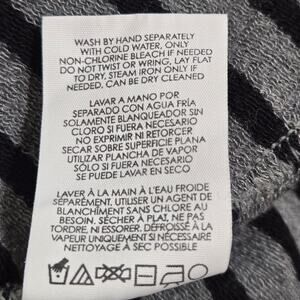 WASH BY HAND SEPARATELY
WITH COLD WATER, ONLY
NON-CHLORINE BLEACH IF NEEDED
DO NOT TWIST OR WRING, LAY FLAT
TO DRY, STEAM IRON ONLY IF
NEEDED, CAN BE DRY CLEANED
LAVAR A MANO POR
SEPARADO CON AGUA FRÍA
SOLAMENTE BLANQUEADOR SIN
CLORO SI FUERA NECESARIO
NO EXPRIMIR NI RETORCER
SECAR SOBRE SUPERFICIE PLANA
UTILIZAR PLANCHA DE VAPOR
SÓLO SI FUERA NECESARIO
SE PUEDE LAVAR EN SECO
LAVER À LA MAIN À L'EAU FROIDE
SÉPARÉMENT, UTILISER UN AGENT DE
BLANCHIMENT SANS CHLORE AU
BESOIN. SÉCHER À PLAT, NE PAS
TORDRE, NI ESSORER. DÉFROISSÉ À LA
VAPEUR UNIQUEMENT SI NÉCESSAIRE
NETTOYAGE À SEC POSSIBLE